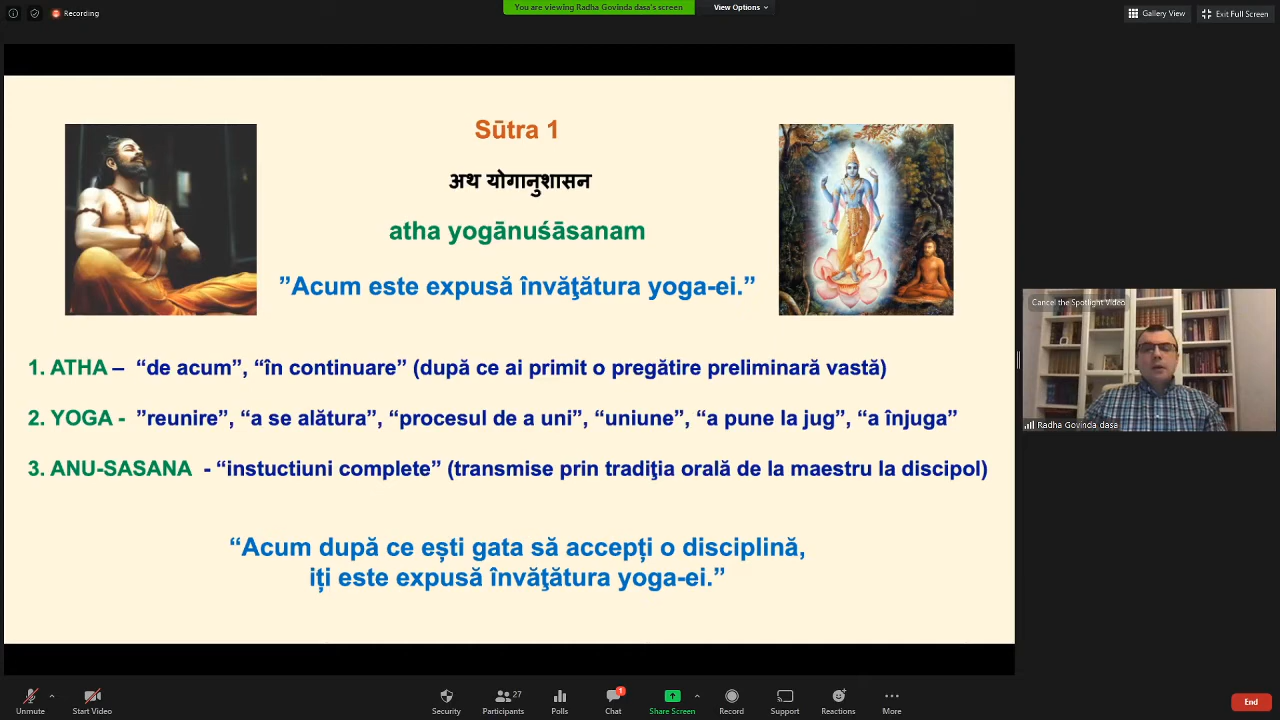 Recording
You are viewing Radha Govinda dasa's screen
View Options
Gallery View
Exit Full Screen
Sūtra 1
अथ योगानुशासन
atha yogānuśāsanam
”Acum este expusă învăţătura yoga-ei.”
1. ATHA – “de acum”, “în continuare” (după ce ai primit o pregătire preliminară vastă)
2. YOGA - ”reunire”, “a se alătura”, “procesul de a uni”, “uniune”, “a pune la jug”, “a înjuga”
3. ANU-SASANA - “instuctiuni complete” (transmise prin tradiţia orală de la maestru la discipol)
“Acum după ce ești gata să accepți o disciplină,
iți este expusă învăţătura yoga-ei.”
Cancel the Spotlight Video
Radha Govinda dasa
Unmute
Start Video
Security
Participants
27
Polls
Chat
1
Share Screen
Record
Support
Reactions
More
End